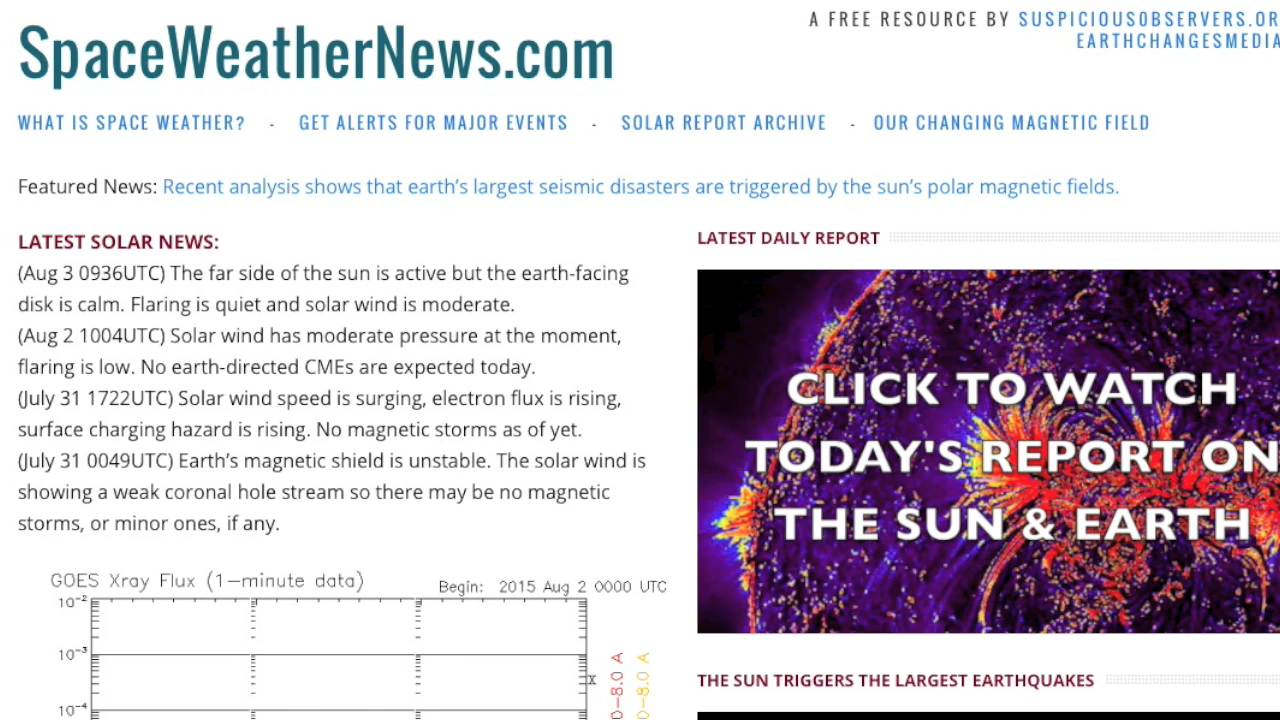 A FREE RESOURCE BY SUSPICIOUSOBSERVERS.OR
EARTHCHANGESMEDIA
SpaceWeatherNews.com
WHAT IS SPACE WEATHER? - GET ALERTS FOR MAJOR EVENTS - SOLAR REPORT ARCHIVE - OUR CHANGING MAGNETIC FIELD
Featured News: Recent analysis shows that earth's largest seismic disasters are triggered by the sun's polar magnetic fields.
LATEST SOLAR NEWS:
(Aug 3 0936UTC) The far side of the sun is active but the earth-facing
disk is calm. Flaring is quiet and solar wind is moderate.
(Aug 2 1004UTC) Solar wind has moderate pressure at the moment,
flaring is low. No earth-directed CMEs are expected today.
(July 31 1722UTC) Solar wind speed is surging, electron flux is rising,
surface charging hazard is rising. No magnetic storms as of yet.
(July 31 0049UTC) Earth's magnetic shield is unstable. The solar wind is
showing a weak coronal hole stream so there may be no magnetic
storms, or minor ones, if any.
GOES Xray Flux (1-minute data) Begin: 2015 Aug 2 0000 UTC
10-2
10-3
10-4
X
0-8.0 A
0-8.0 A
LATEST DAILY REPORT
CLICK TO WATCH
TODAY'S REPORT ON
THE SUN & EARTH
THE SUN TRIGGERS THE LARGEST EARTHQUAKES